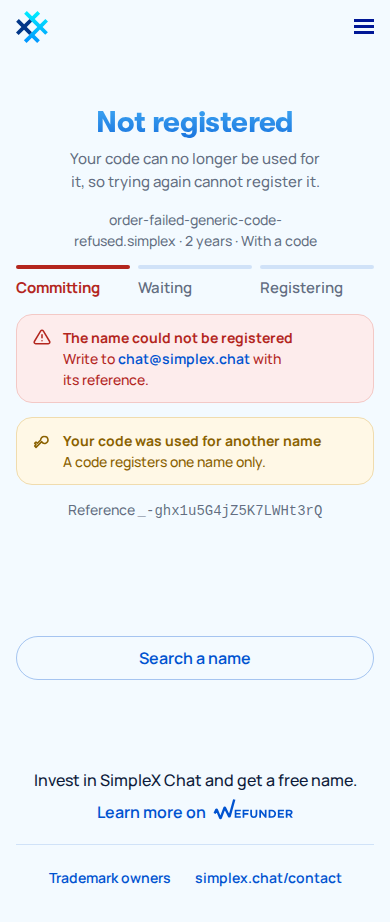 Not registered
Your code can no longer be used for
it, so trying again cannot register it.
order-failed-generic-code-
refused.simplex · 2 years · With a code
Committing
Waiting
Registering
The name could not be registered
Write to chat@simplex.chat with
its reference.
Your code was used for another name
A code registers one name only.
Reference _-ghx1u5G4jZ5K7LWHt3rQ
Search a name
Invest in SimpleX Chat and get a free name.
Learn more on WEFUNDER
Trademark owners
simplex.chat/contact